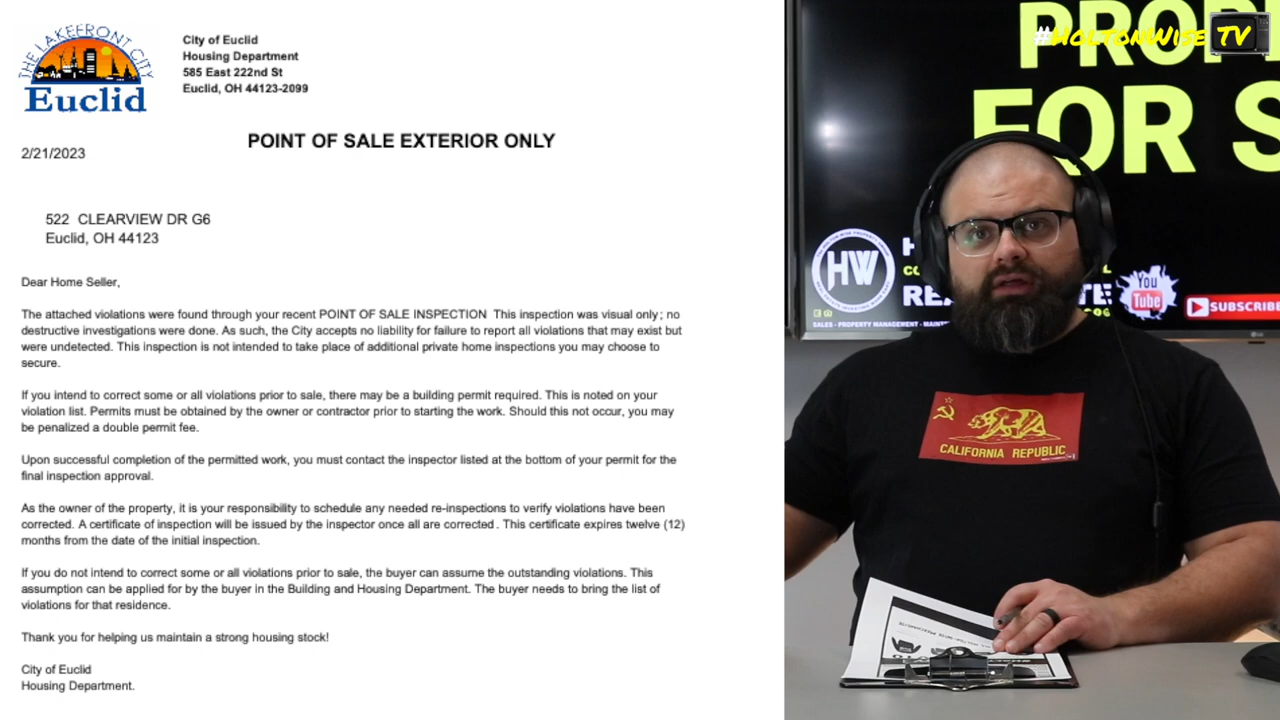 THE LAKEFRONT CITY
Euclid
City of Euclid
Housing Department
585 East 222nd St
Euclid, OH 44123-2099
POINT OF SALE EXTERIOR ONLY
2/21/2023
522 CLEARVIEW DR G6
Euclid, OH 44123
Dear Home Seller,
The attached violations were found through your recent POINT OF SALE INSPECTION This inspection was visual only; no
destructive investigations were done. As such, the City accepts no liability for failure to report all violations that may exist but
were undetected. This inspection is not intended to take place of additional private home inspections you may choose to
secure.
If you intend to correct some or all violations prior to sale, there may be a building permit required. This is noted on your
violation list. Permits must be obtained by the owner or contractor prior to starting the work. Should this not occur, you may
be penalized a double permit fee.
Upon successful completion of the permitted work, you must contact the inspector listed at the bottom of your permit for the
final inspection approval.
As the owner of the property, it is your responsibility to schedule any needed re-inspections to verify violations have been
corrected. A certificate of inspection will be issued by the inspector once all are corrected. This certificate expires twelve (12)
months from the date of the initial inspection.
If you do not intend to correct some or all violations prior to sale, the buyer can assume the outstanding violations. This
assumption can be applied for by the buyer in the Building and Housing Department. The buyer needs to bring the list of
violations for that residence.
Thank you for helping us maintain a strong housing stock!
City of Euclid
Housing Department.
#HoltonWise TV
PROP
FOR S
HW
You
Tube
SUBSCRIBE
SALES - PROPERTY MANAGEMENT -
CALIFORNIA REPUBLIC